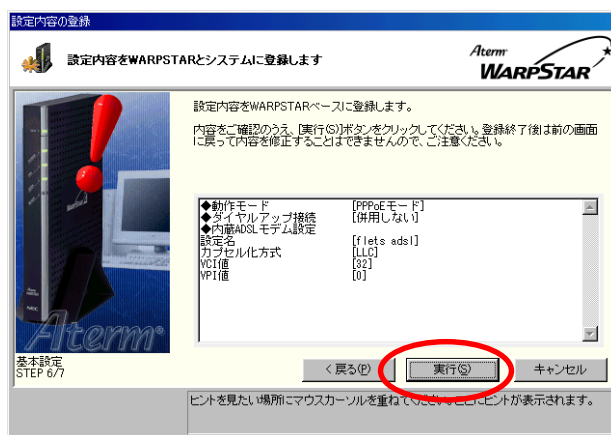 設定内容の登録
設定内容をWARPSTARとシステムに登録します
Aterm
WARPSTAR
設定内容をWARPSTARベースに登録します。
内容をご確認のうえ、[実行(S)]ボタンをクリックしてください。登録終了後は前の画面
に戻って内容を修正することはできませんので、ご注意ください。
◆動作モード [PPPoEモード]
◆ダイヤルアップ接続 [併用しない]
◆内蔵ADSLモデム設定
設定名 [flets adsl]
カプセル化方式 [LLC]
VCI値 [32]
VPI値 [0]
Aterm
基本設定
STEP 6/7
< 戻る(P)
実行(S)
キャンセル
ヒントを見たい場所にマウスカーソルを重ねてください。ここにヒントが表示されます。